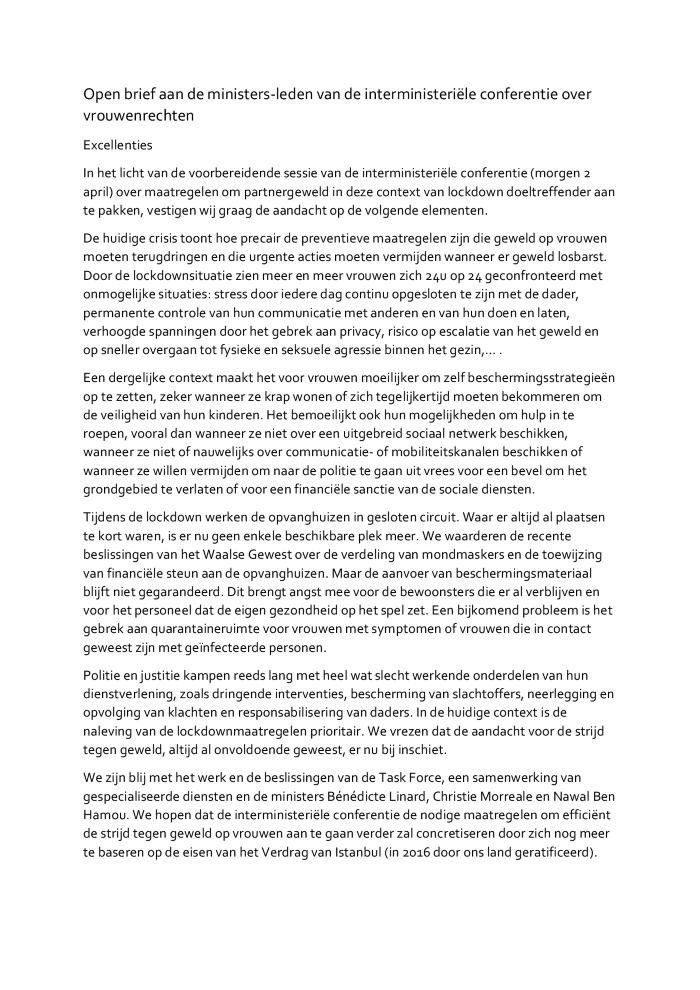 Open brief aan de ministers-leden van de interministeriële conferentie over
vrouwenrechten
Excellenties
In het licht van de voorbereidende sessie van de interministeriële conferentie (morgen 2
april) over maatregelen om partnergeweld in deze context van lockdown doeltreffender aan
te pakken, vestigen wij graag de aandacht op de volgende elementen.
De huidige crisis toont hoe precair de preventieve maatregelen zijn die geweld op vrouwen
moeten terugdringen en die urgente acties moeten vermijden wanneer er geweld losbarst.
Door de lockdownsituatie zien meer en meer vrouwen zich 24u op 24 geconfronteerd met
onmogelijke situaties: stress door iedere dag continu opgesloten te zijn met de dader,
permanente controle van hun communicatie met anderen en van hun doen en laten,
verhoogde spanningen door het gebrek aan privacy, risico op escalatie van het geweld en
op sneller overgaan tot fysieke en seksuele agressie binnen het gezin,... .
Een dergelijke context maakt het voor vrouwen moeilijker om zelf beschermingsstrategieën
op te zetten, zeker wanneer ze krap wonen of zich tegelijkertijd moeten bekommeren om
de veiligheid van hun kinderen. Het bemoeilijkt ook hun mogelijkheden om hulp in te
roepen, vooral dan wanneer ze niet over een uitgebreid sociaal netwerk beschikken,
wanneer ze niet of nauwelijks over communicatie- of mobiliteitskanalen beschikken of
wanneer ze willen vermijden om naar de politie te gaan uit vrees voor een bevel om het
grondgebied te verlaten of voor een financiële sanctie van de sociale diensten.
Tijdens de lockdown werken de opvanghuizen in gesloten circuit. Waar er altijd al plaatsen
te kort waren, is er nu geen enkele beschikbare plek meer. We waarderen de recente
beslissingen van het Waalse Gewest over de verdeling van mondmaskers en de toewijzing
van financiële steun aan de opvanghuizen. Maar de aanvoer van beschermingsmateriaal
blijft niet gegarandeerd. Dit brengt angst mee voor de bewoonsters die er al verblijven en
voor het personeel dat de eigen gezondheid op het spel zet. Een bijkomend probleem is het
gebrek aan quarantaineruimte voor vrouwen met symptomen of vrouwen die in contact
geweest zijn met geïnfecteerde personen.
Politie en justitie kampen reeds lang met heel wat slecht werkende onderdelen van hun
dienstverlening, zoals dringende interventies, bescherming van slachtoffers, neerlegging en
opvolging van klachten en responsabilisering van daders. In de huidige context is de
naleving van de lockdownmaatregelen prioritair. We vrezen dat de aandacht voor de strijd
tegen geweld, altijd al onvoldoende geweest, er nu bij inschiet.
We zijn blij met het werk en de beslissingen van de Task Force, een samenwerking van
gespecialiseerde diensten en de ministers Bénédicte Linard, Christie Morreale en Nawal Ben
Hamou. We hopen dat de interministeriële conferentie de nodige maatregelen om efficiënt
de strijd tegen geweld op vrouwen aan te gaan verder zal concretiseren door zich nog meer
te baseren op de eisen van het Verdrag van Istanbul (in 2016 door ons land geratificeerd).